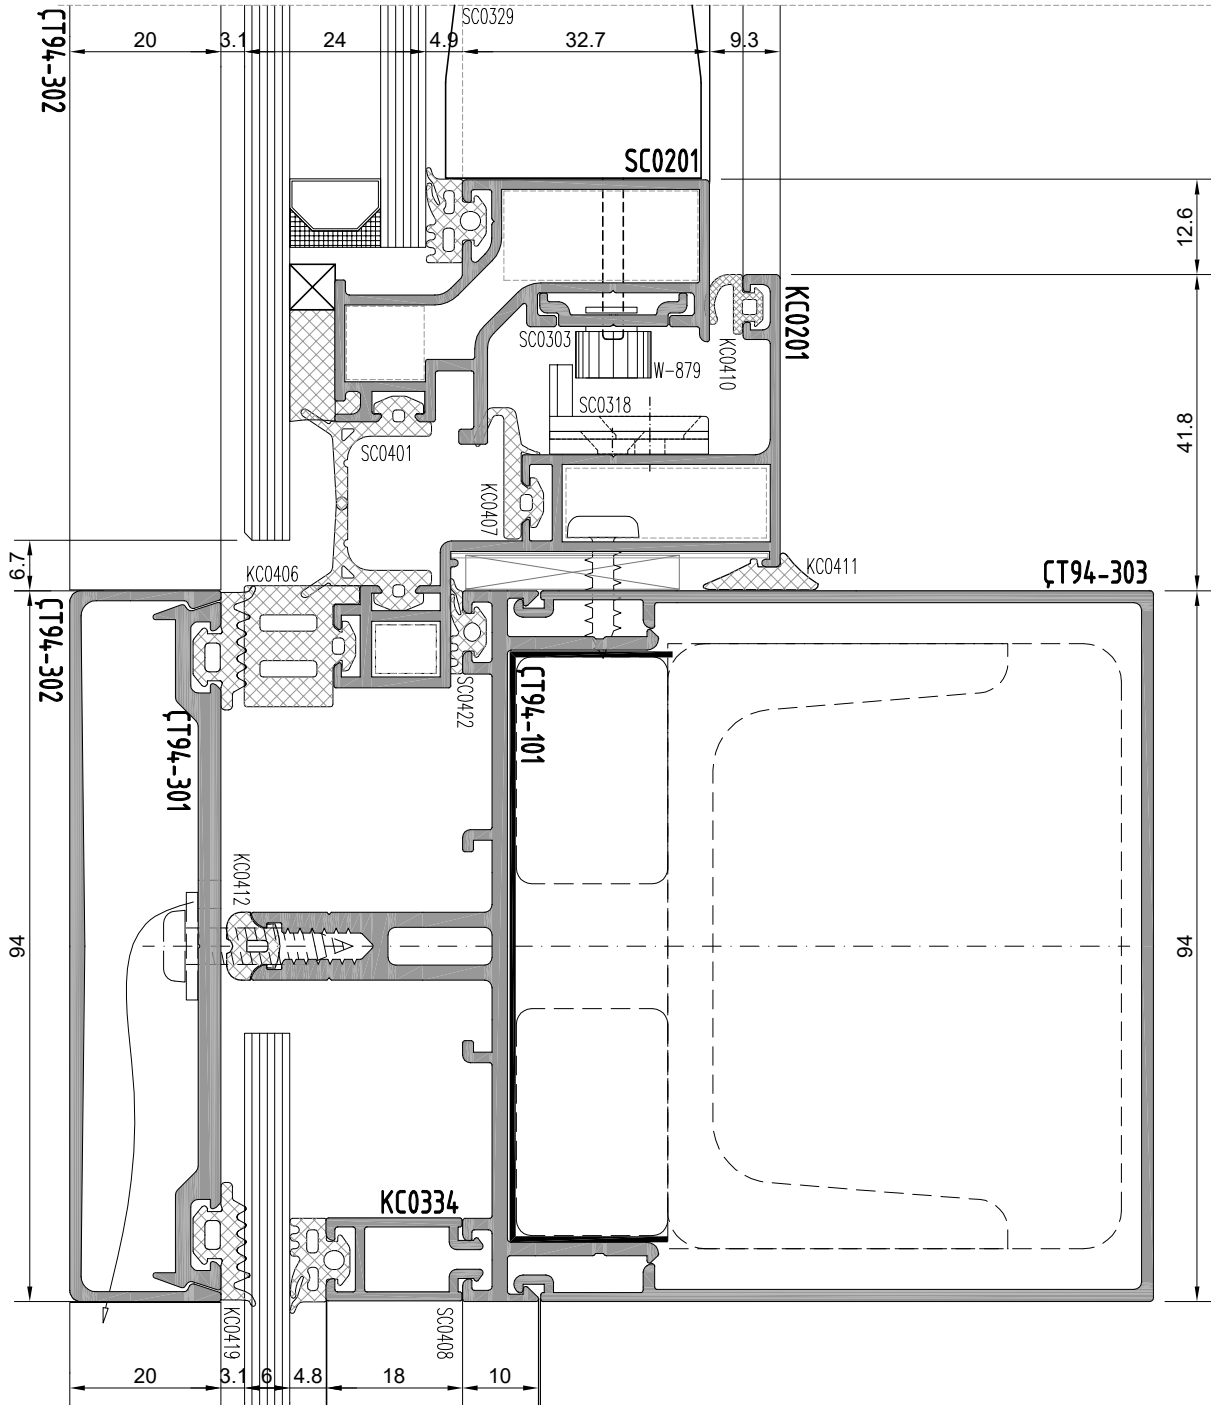 ÇT94-302
SC0329
20
3.1
24
4.9
32.7
9.3
SC0201
12.6
KC0201
SC0303
KC0410
W-879
SC0318
41.8
SC0401
KC0407
6.7
KC0406
KC0411
ÇT94-303
ÇT94-302
SC0422
ÇT94-101
ÇT94-301
KC0412
94
94
KC0334
KC0419
SC0408
20
3.1
6
4.8
18
10